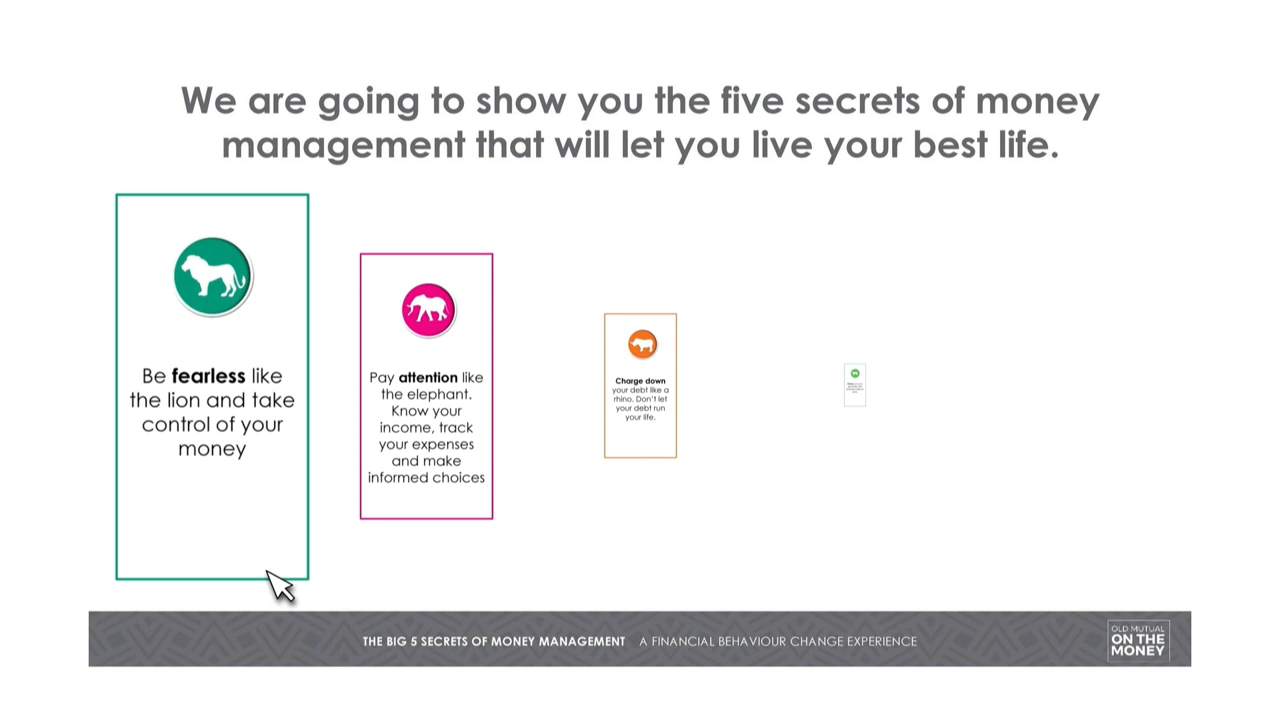 We are going to show you the five secrets of money
management that will let you live your best life.
Be fearless like
the lion and take
control of your
money
Pay attention like
the elephant.
Know your
income, track
your expenses
and make
informed choices
Charge down
your debt like a
rhino. Don't let
your debt run
your life.
THE BIG 5 SECRETS OF MONEY MANAGEMENT A FINANCIAL BEHAVIOUR CHANGE EXPERIENCE
OLD MUTUAL
ON THE
MONEY